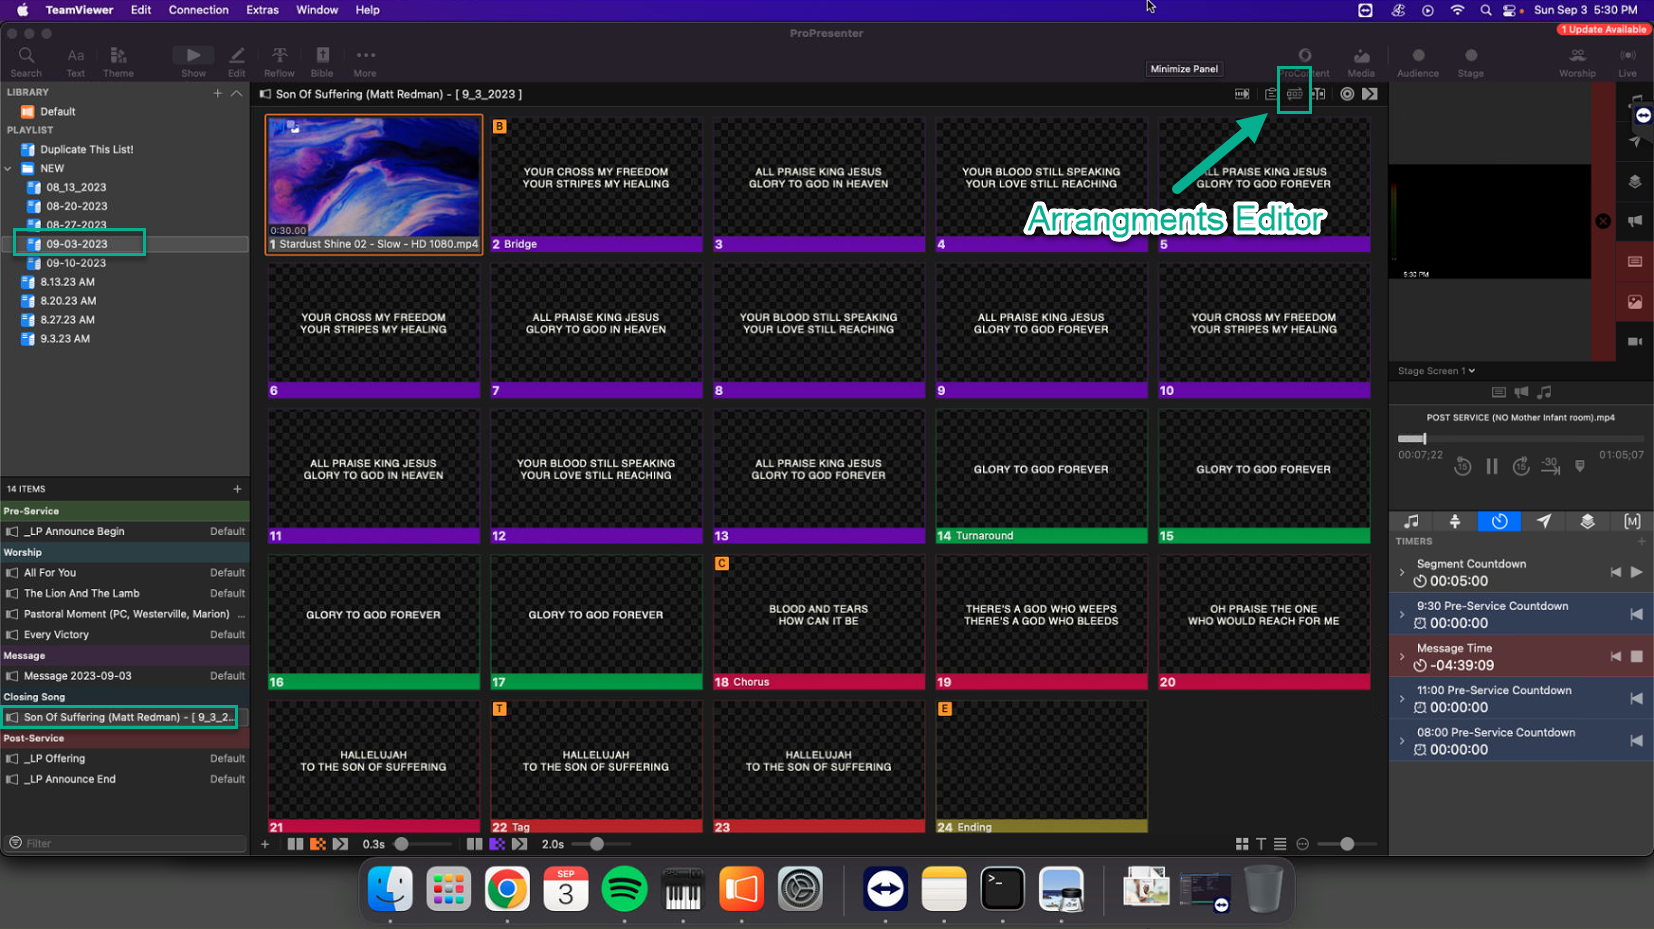 TeamViewer Edit Connection Extras Window Help
Sun Sep 3 5:30 PM
ProPresenter
1 Update Available
Search Text Theme Show Edit Reflow Bible More
Minimize Panel
ProContent Media Audience Stage Worship Live
LIBRARY
Default
PLAYLIST
Duplicate This List!
NEW
08_13_2023
08-20-2023
08-27-2023
09-03-2023
09-10-2023
8.13.23 AM
8.20.23 AM
8.27.23 AM
9.3.23 AM
14 ITEMS
Pre-Service
_LP Announce Begin Default
Worship
All For You Default
The Lion And The Lamb Default
Pastoral Moment (PC, Westerville, Marion) ...
Every Victory Default
Message
Message 2023-09-03 Default
Closing Song
Son Of Suffering (Matt Redman) - [ 9_3_2...
Post-Service
_LP Offering Default
_LP Announce End Default
Filter
Son Of Suffering (Matt Redman) - [ 9_3_2023 ]
Arrangments Editor
0:30.00
1 Stardust Shine 02 - Slow - HD 1080.mp4
B
YOUR CROSS MY FREEDOM
YOUR STRIPES MY HEALING
2 Bridge
ALL PRAISE KING JESUS
GLORY TO GOD IN HEAVEN
3
YOUR BLOOD STILL SPEAKING
YOUR LOVE STILL REACHING
4
ALL PRAISE KING JESUS
GLORY TO GOD FOREVER
5
YOUR CROSS MY FREEDOM
YOUR STRIPES MY HEALING
6
ALL PRAISE KING JESUS
GLORY TO GOD IN HEAVEN
7
YOUR BLOOD STILL SPEAKING
YOUR LOVE STILL REACHING
8
ALL PRAISE KING JESUS
GLORY TO GOD FOREVER
9
YOUR CROSS MY FREEDOM
YOUR STRIPES MY HEALING
10
ALL PRAISE KING JESUS
GLORY TO GOD IN HEAVEN
11
YOUR BLOOD STILL SPEAKING
YOUR LOVE STILL REACHING
12
ALL PRAISE KING JESUS
GLORY TO GOD FOREVER
13
GLORY TO GOD FOREVER
14 Turnaround
GLORY TO GOD FOREVER
15
GLORY TO GOD FOREVER
16
GLORY TO GOD FOREVER
17
C
BLOOD AND TEARS
HOW CAN IT BE
18 Chorus
THERE'S A GOD WHO WEEPS
THERE'S A GOD WHO BLEEDS
19
OH PRAISE THE ONE
WHO WOULD REACH FOR ME
20
HALLELUJAH
TO THE SON OF SUFFERING
21
T
HALLELUJAH
TO THE SON OF SUFFERING
22 Tag
HALLELUJAH
TO THE SON OF SUFFERING
23
E
24 Ending
0.3s
2.0s
5:30 PM
Stage Screen 1
POST SERVICE (NO Mother Infant room).mp4
00:07;22 15 15 -30 01:05;07
[M]
TIMERS
Segment Countdown
00:05:00
9:30 Pre-Service Countdown
00:00:00
Message Time
-04:39:09
11:00 Pre-Service Countdown
00:00:00
08:00 Pre-Service Countdown
00:00:00
SEP
3